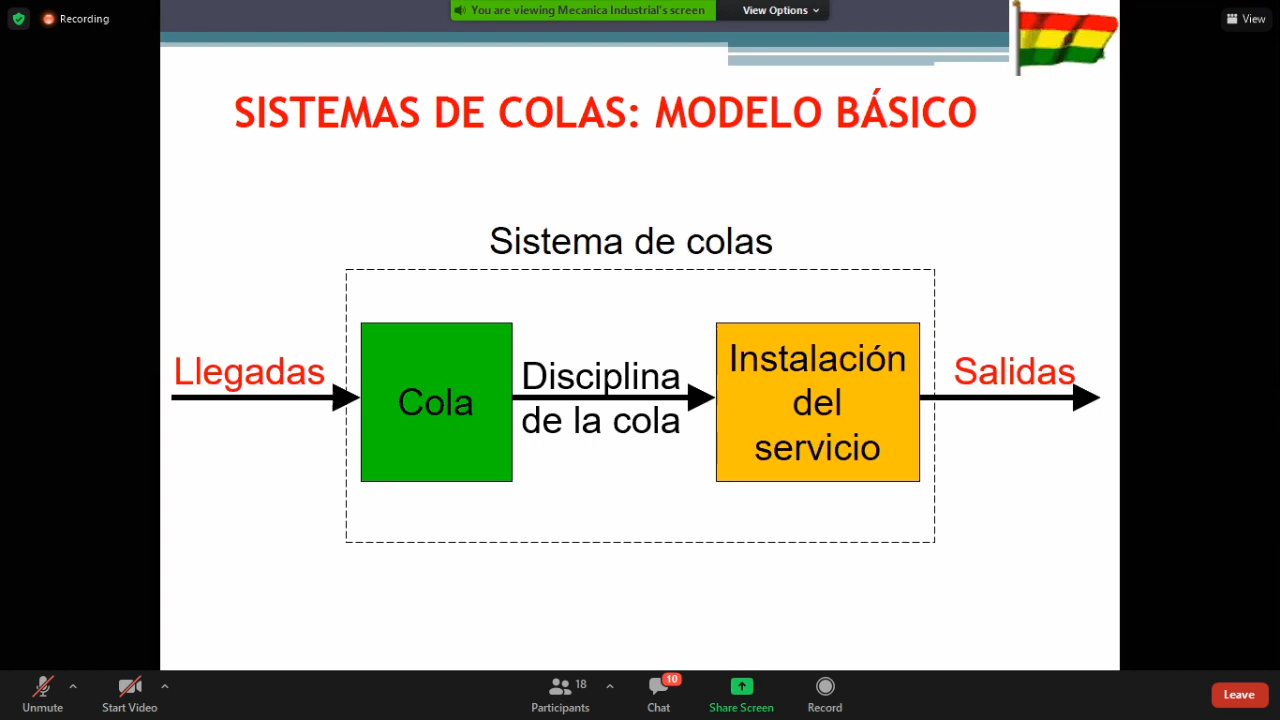 Recording
You are viewing Mecanica Industrial's screen
View Options
View
SISTEMAS DE COLAS: MODELO BÁSICO
Sistema de colas
Llegadas
Cola
Disciplina
de la cola
Instalación
del
servicio
Salidas
Unmute
Start Video
18
Participants
10
Chat
Share Screen
Record
Leave